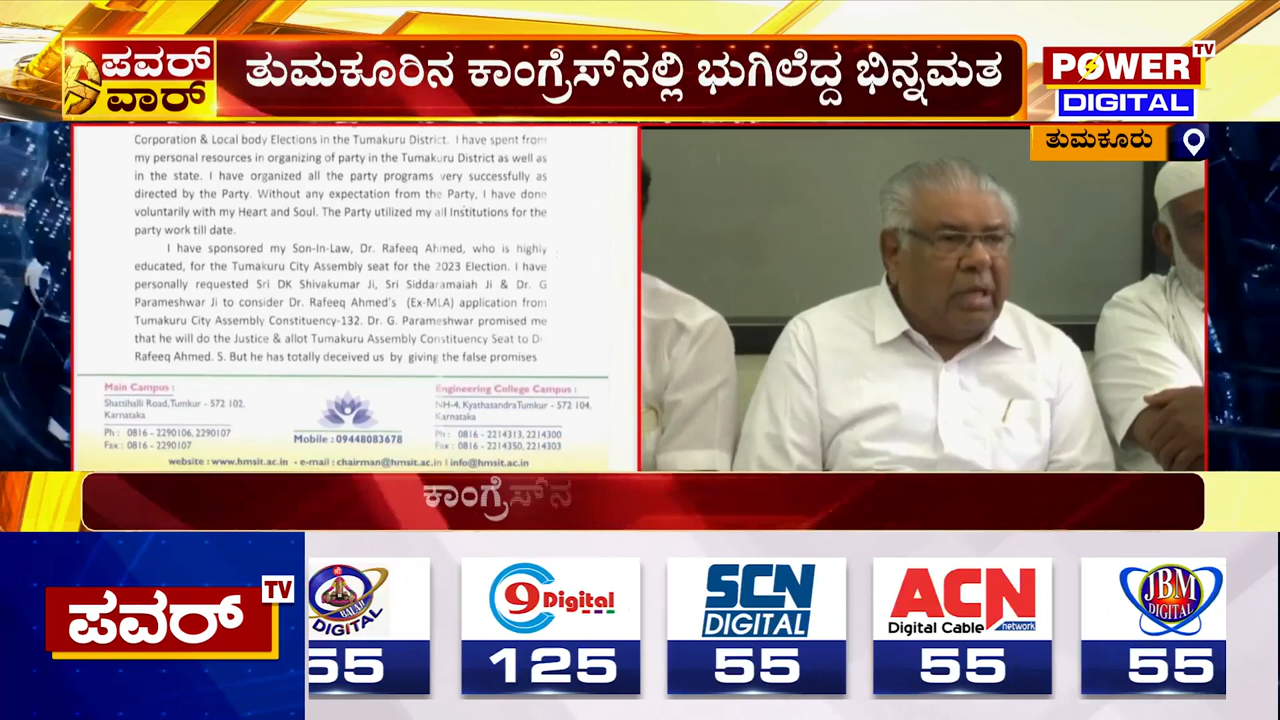 ಪವರ್
ವಾರ್
ತುಮಕೂರಿನ ಕಾಂಗ್ರೆಸ್‌ನಲ್ಲಿ ಭುಗಿಲೆದ್ದ ಭಿನ್ನಮತ
POWER TV
DIGITAL
ತುಮಕೂರು
Corporation & Local body Elections in the Tumakuru District. I have spent from
my personal resources in organizing of party in the Tumakuru District as well as
in the state. I have organized all the party programs very successfully as
directed by the Party. Without any expectation from the Party, I have done
voluntarily with my Heart and Soul. The Party utilized my all Institutions for the
party work till date.
I have sponsored my Son-In-Law, Dr. Rafeeq Ahmed, who is highly
educated, for the Tumakuru City Assembly seat for the 2023 Election. I have
personally requested Sri DK Shivakumar Ji, Sri Siddaramaiah Ji & Dr. G
Parameshwar Ji to consider Dr. Rafeeq Ahmed's (Ex-MLA) application from
Tumakuru City Assembly Constituency-132. Dr. G. Parameshwar promised me
that he will do the Justice & allot Tumakuru Assembly Constituency Seat to D
Rafeeq Ahmed. S. But he has totally deceived us by giving the false promises
Main Campus :
Shattihalli Road, Tumkur - 572 102.
Karnataka
Ph : 0816 - 2290106, 2290107
Fax : 0816 - 2290107
Mobile : 09448083678
Engineering College Campus :
NH-4, Kyathasandra Tumkur - 572 104.
Karnataka
Ph : 0816 - 2214313, 2214300
Fax : 0816 - 2214350, 2214303
website : www.hmsit.ac.in - e-mail : chairman@hmsit.ac.in | info@hmsit.ac.in
ಕಾಂಗ್ರೆಸ್‌ನ
ಪವರ್ TV
DIGITAL
55
9 Digital
125
SCN
DIGITAL
55
ACN
Digital Cable network
55
JBM
DIGITAL
55